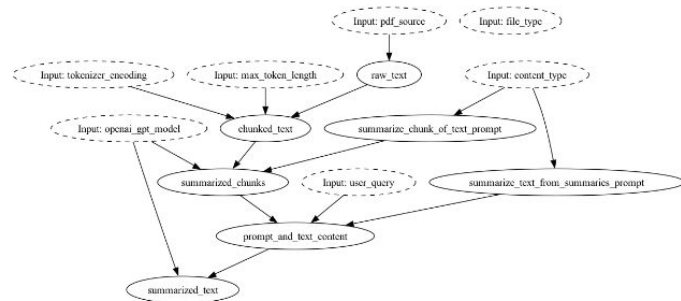 Input: pdf_source
Input: file_type
Input: tokenizer_encoding
Input: max_token_length
raw_text
Input: content_type
Input: openai_gpt_model
chunked_text
summarize_chunk_of_text_prompt
summarized_chunks
Input: user_query
summarize_text_from_summaries_prompt
prompt_and_text_content
summarized_text